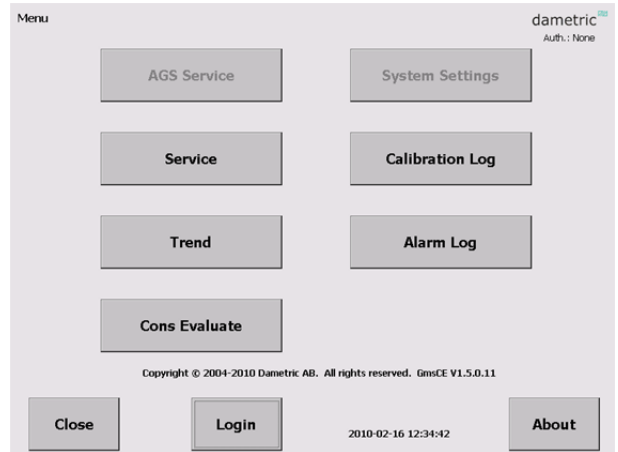 Menu
dametric
Auth.: None
AGS Service
System Settings
Service
Calibration Log
Trend
Alarm Log
Cons Evaluate
Copyright © 2004-2010 Dametric AB. All rights reserved. GmsCE V1.5.0.11
Close
Login
2010-02-16 12:34:42
About